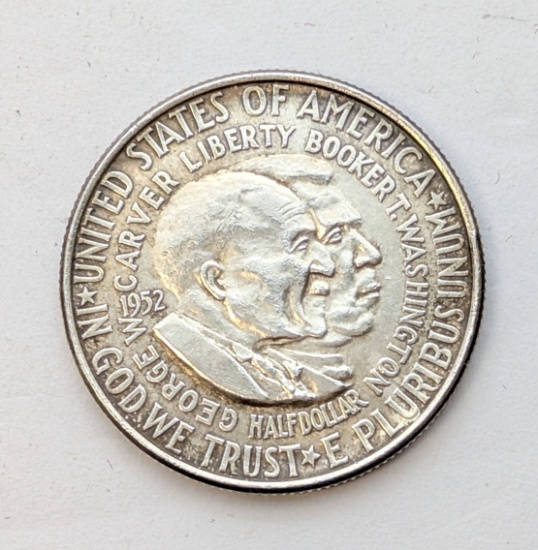 UNITED STATES OF AMERICA
★ E PLURIBUS UNUM ★
IN GOD WE TRUST ★
GEORGE W. CARVER
LIBERTY
BOOKER T. WASHINGTON
1952
HALF DOLLAR